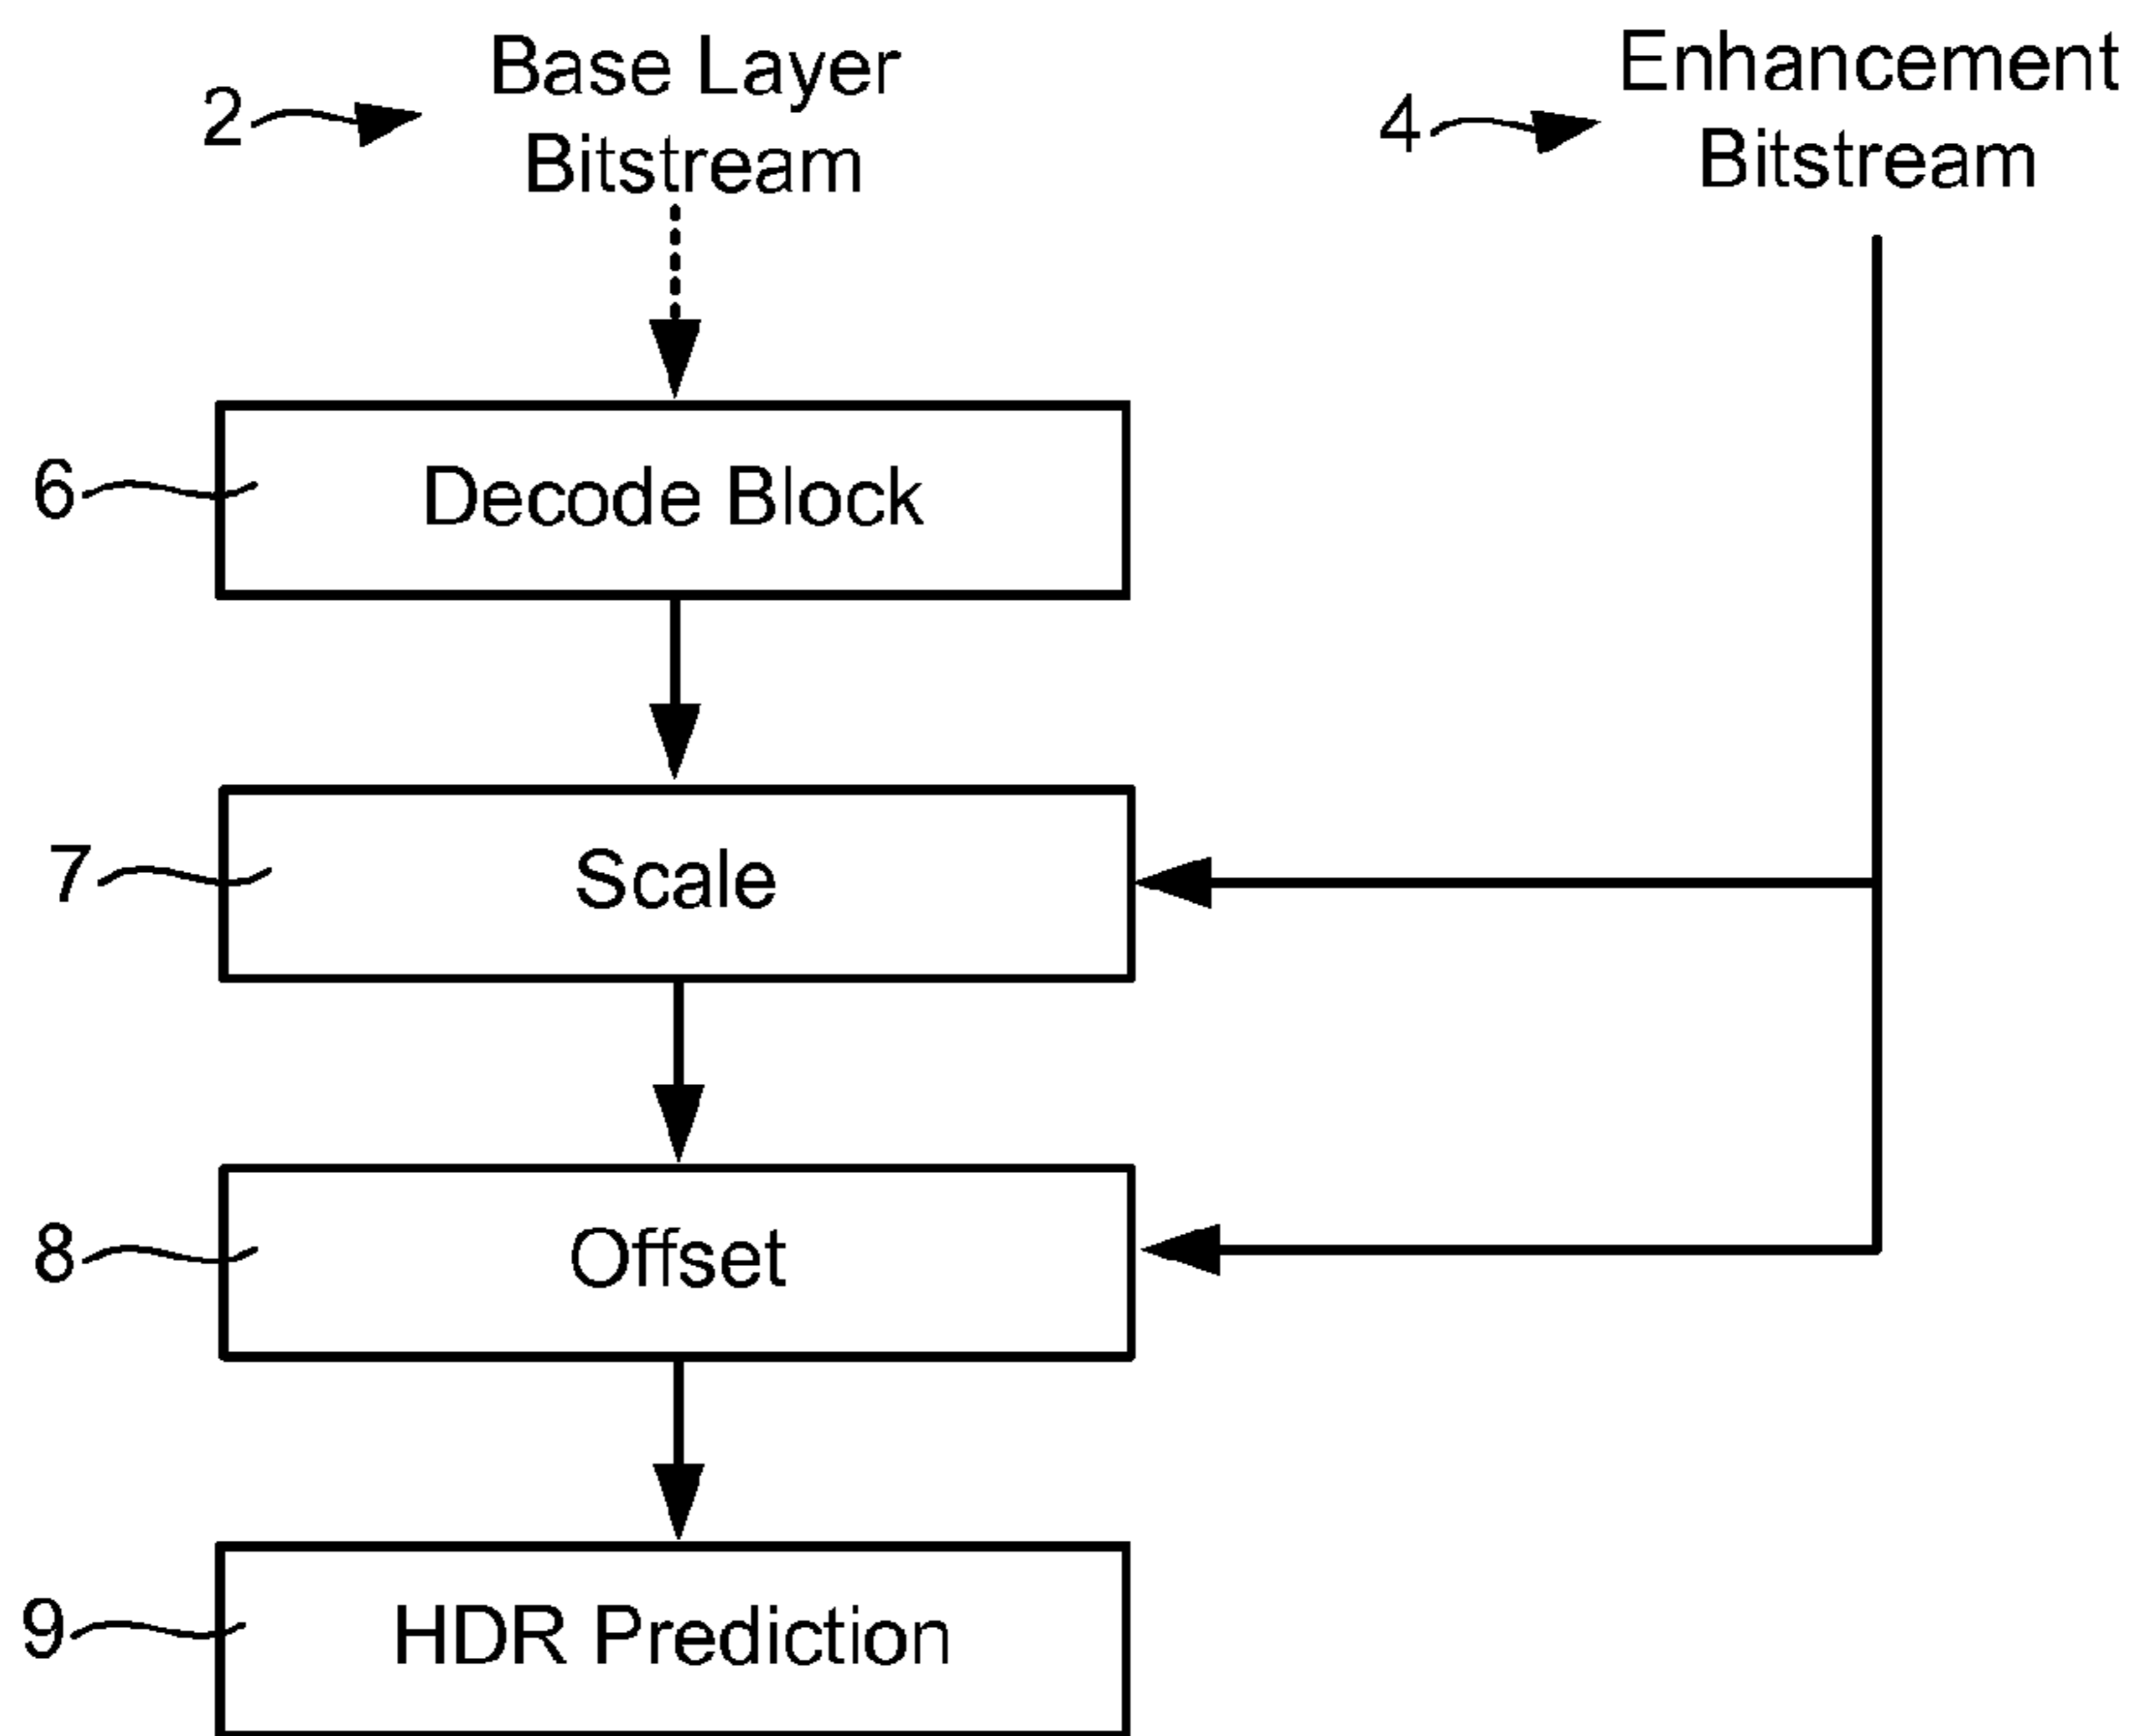 2
Base Layer
Bitstream
4
Enhancement
Bitstream
6
Decode Block
7
Scale
8
Offset
9
HDR Prediction